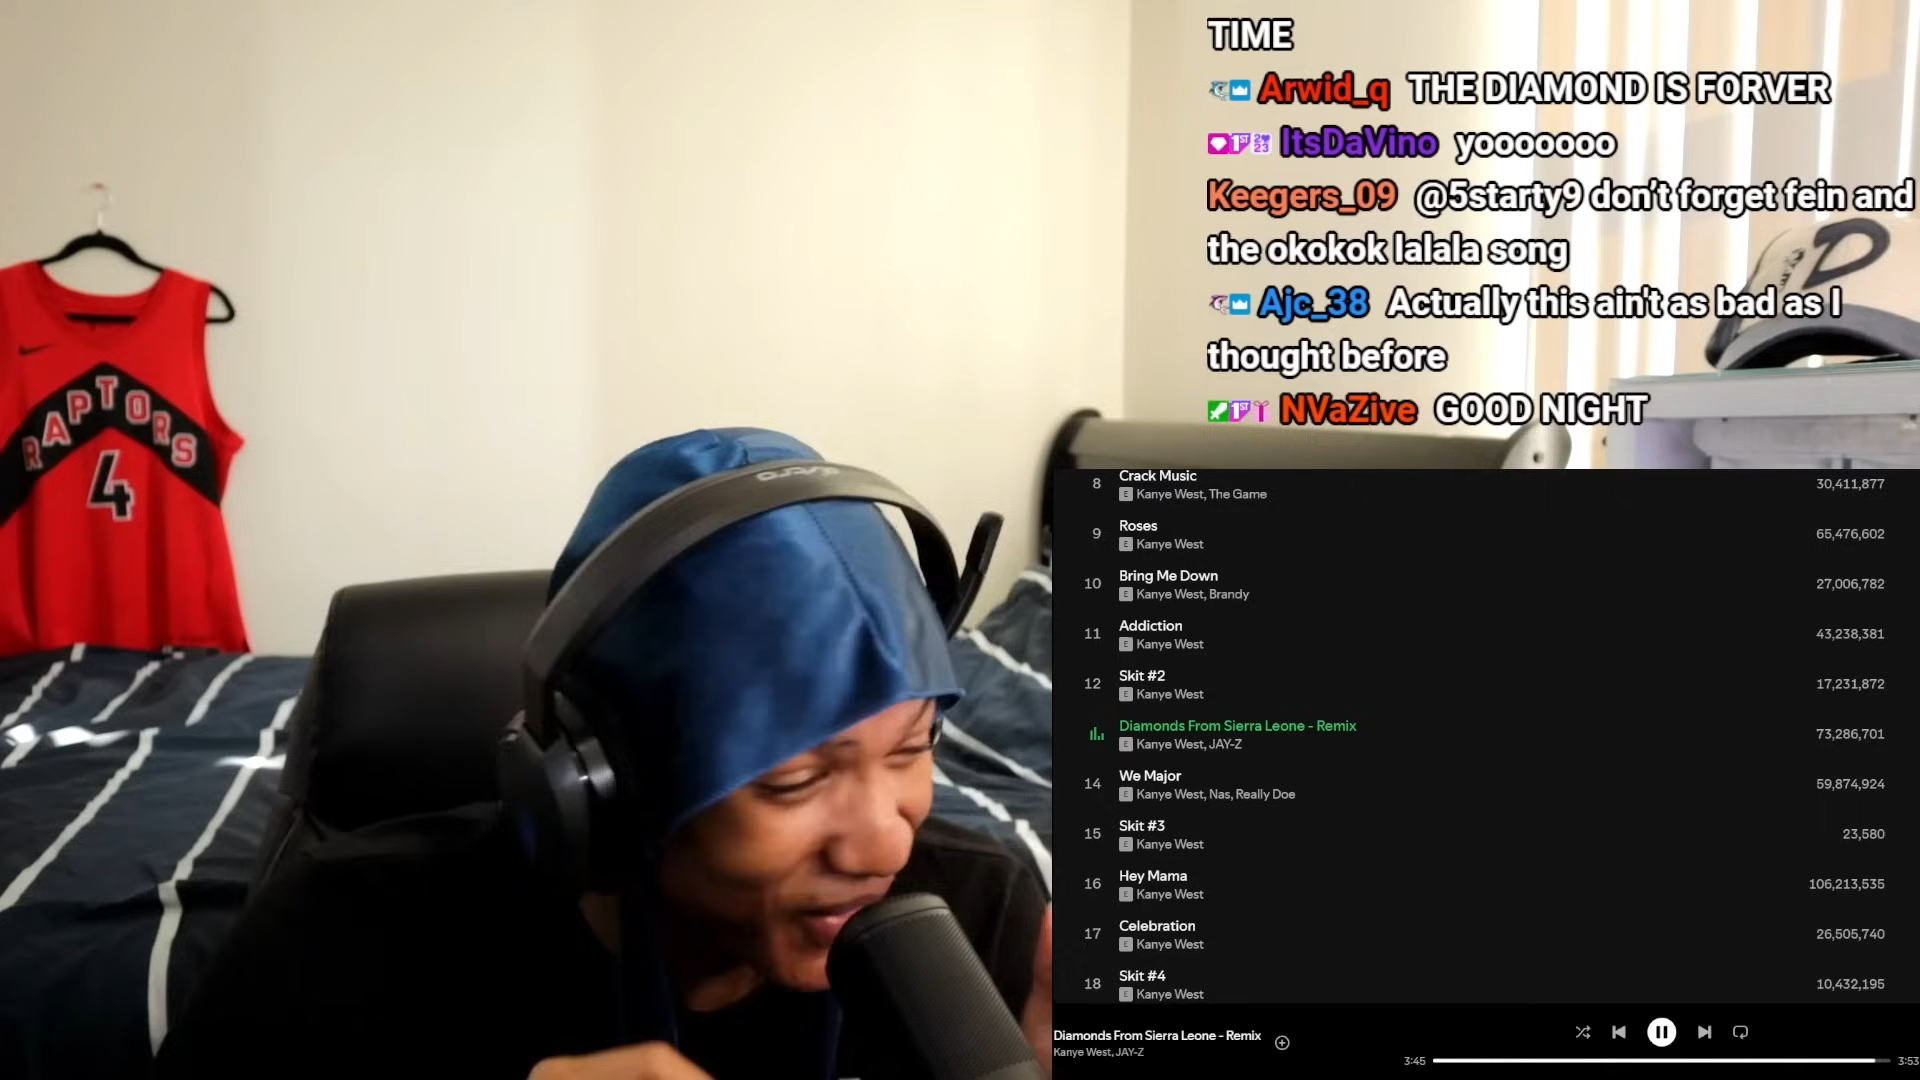 TIME
Arwid_q THE DIAMOND IS FORVER
1ST 2023 ItsDaVino yooooooo
Keegers_09 @5starty9 don't forget fein and
the okokok lalala song
Ajc_38 Actually this ain't as bad as I
thought before
1ST NVaZive GOOD NIGHT
RAPTORS
4
8 Crack Music 30,411,877
E Kanye West, The Game
9 Roses 65,476,602
E Kanye West
10 Bring Me Down 27,006,782
E Kanye West, Brandy
11 Addiction 43,238,381
E Kanye West
12 Skit #2 17,231,872
E Kanye West
Diamonds From Sierra Leone - Remix 73,286,701
E Kanye West, JAY-Z
14 We Major 59,874,924
E Kanye West, Nas, Really Doe
15 Skit #3 23,580
E Kanye West
16 Hey Mama 106,213,535
E Kanye West
17 Celebration 26,505,740
E Kanye West
18 Skit #4 10,432,195
E Kanye West
Diamonds From Sierra Leone - Remix
Kanye West, JAY-Z
3:45 3:53